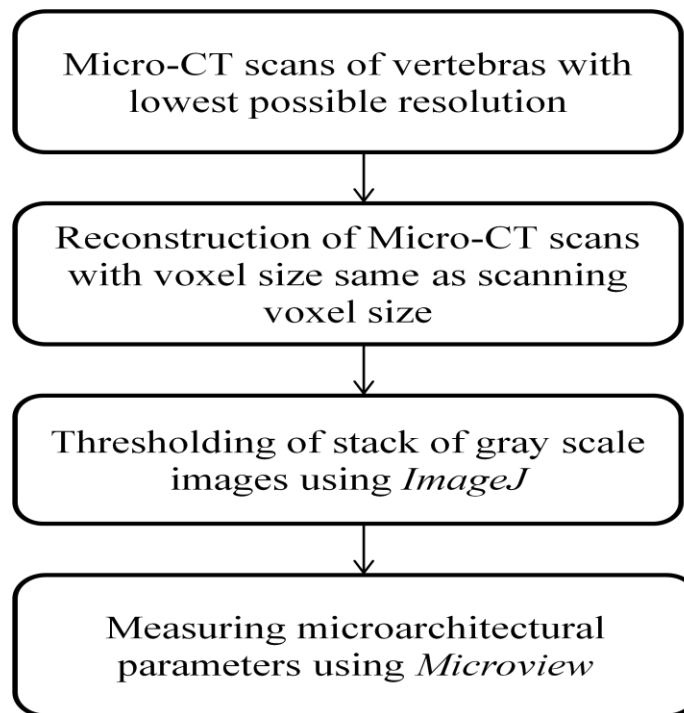 Micro-CT scans of vertebras with
lowest possible resolution
Reconstruction of Micro-CT scans
with voxel size same as scanning
voxel size
Thresholding of stack of gray scale
images using ImageJ
Measuring microarchitectural
parameters using Microview